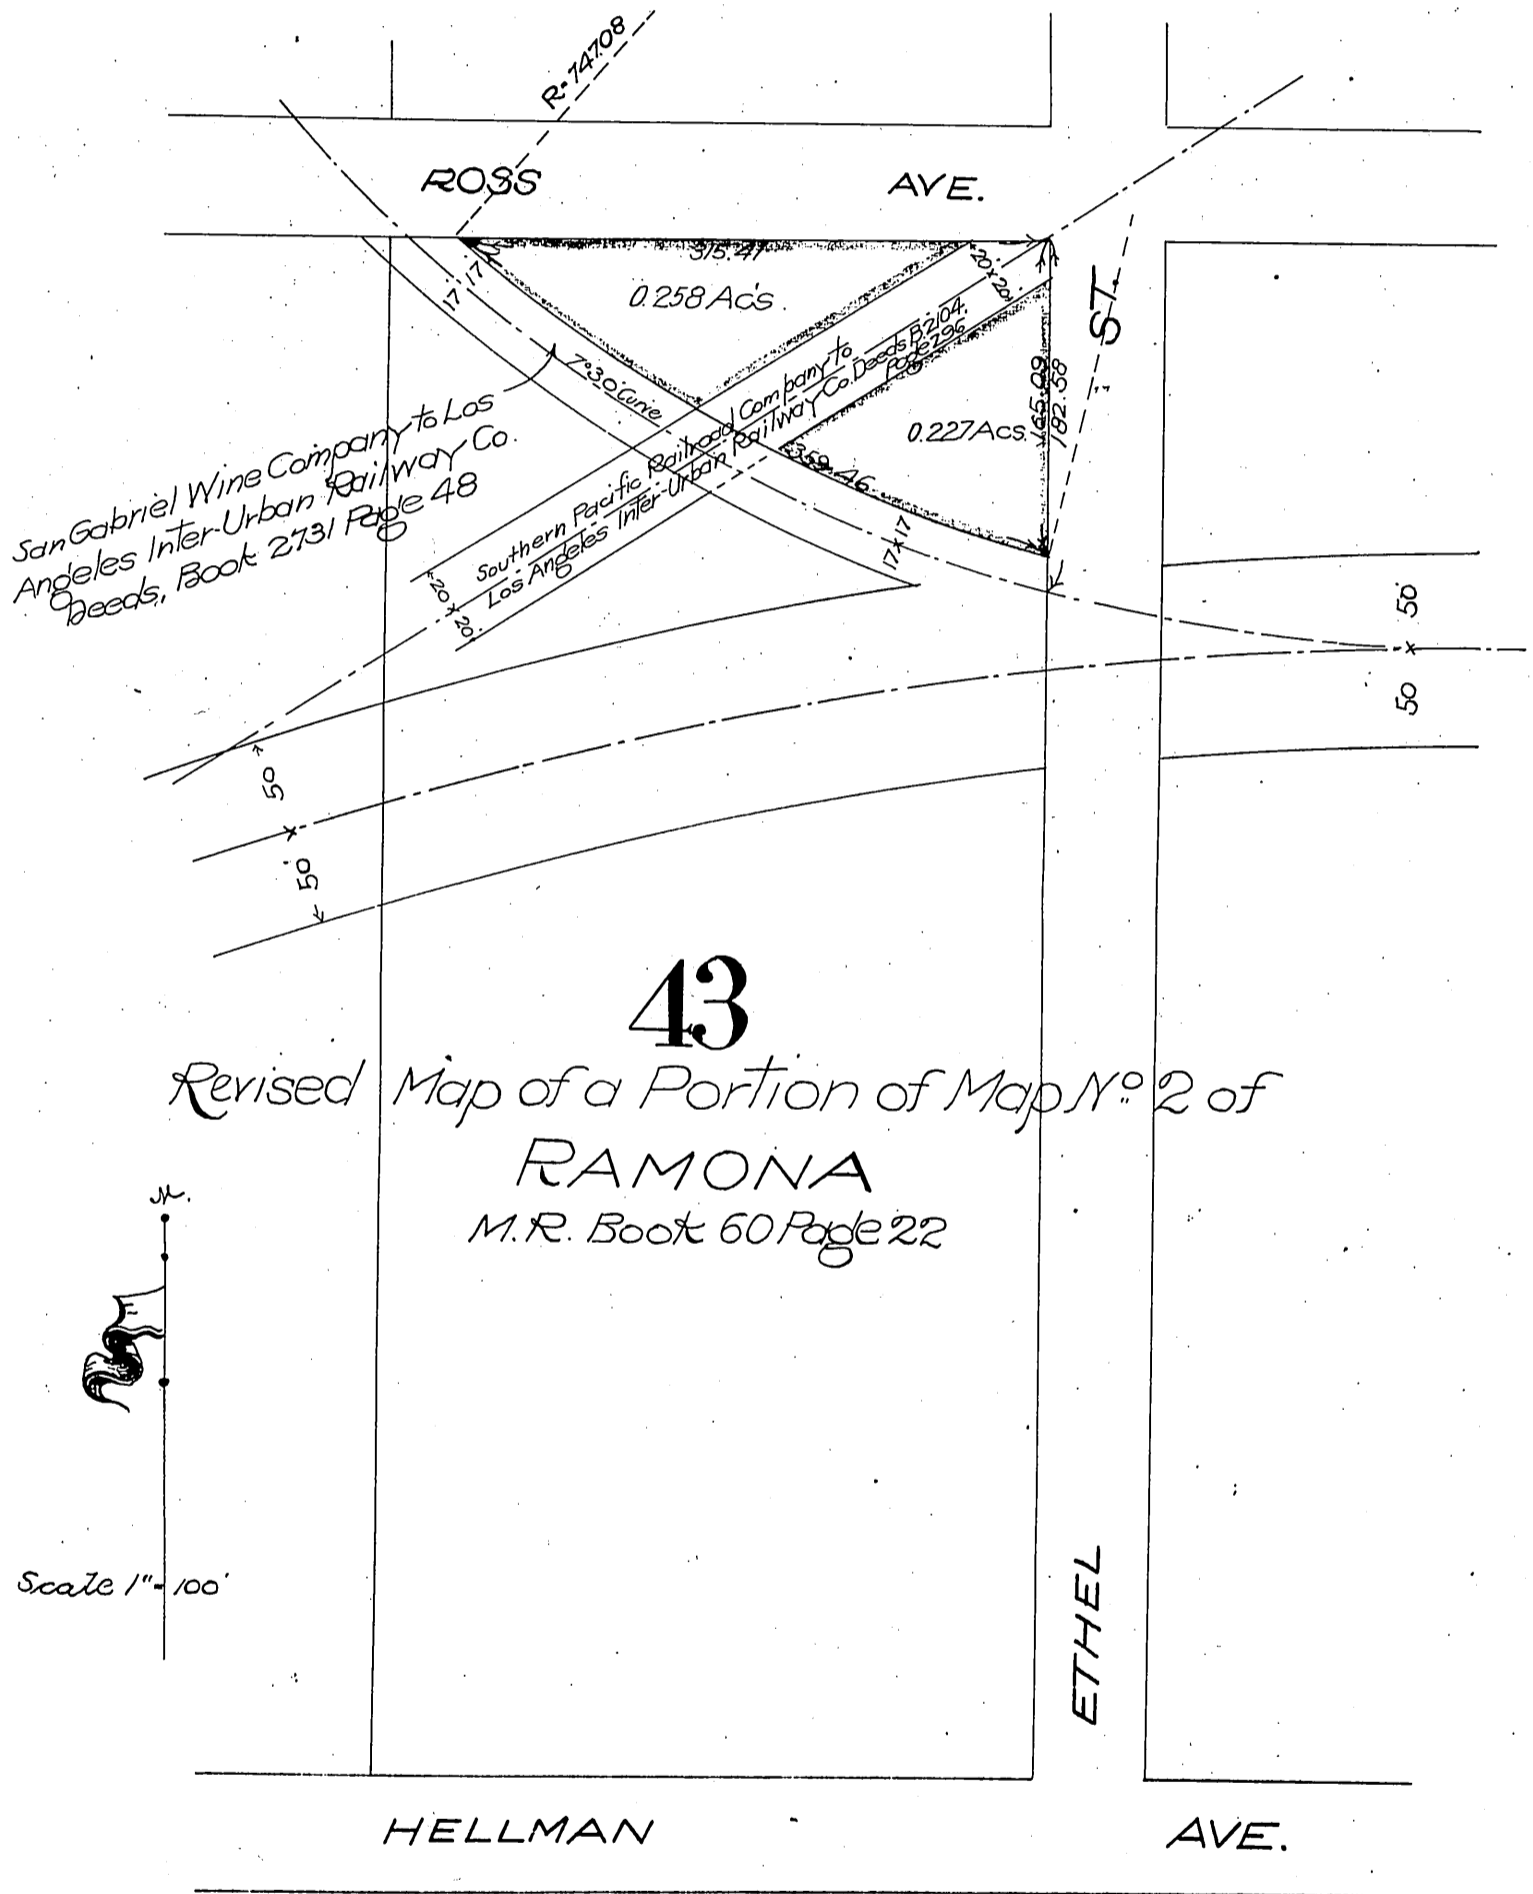 R=747.08
ROSS AVE.
315.47
17' 17'
20' x 20'
0.258 Ac's.
ST.
7°30' Curve
Southern Pacific Railroad Company to
Los Angeles Inter-Urban Railway Co. Deeds B.2104.
Page 296.
165.09
182.58
0.227 Acs.
San Gabriel Wine Company to Los
Angeles Inter-Urban Railway Co.
Deeds, Book 2731 Page 48
359.46
17 x 17
20 x 20'
50'
x
50
50
x
50'
43
Revised Map of a Portion of Map No. 2 of
RAMONA
M.R. Book 60 Page 22
N.
Scale 1"= 100'
ETHEL
HELLMAN AVE.